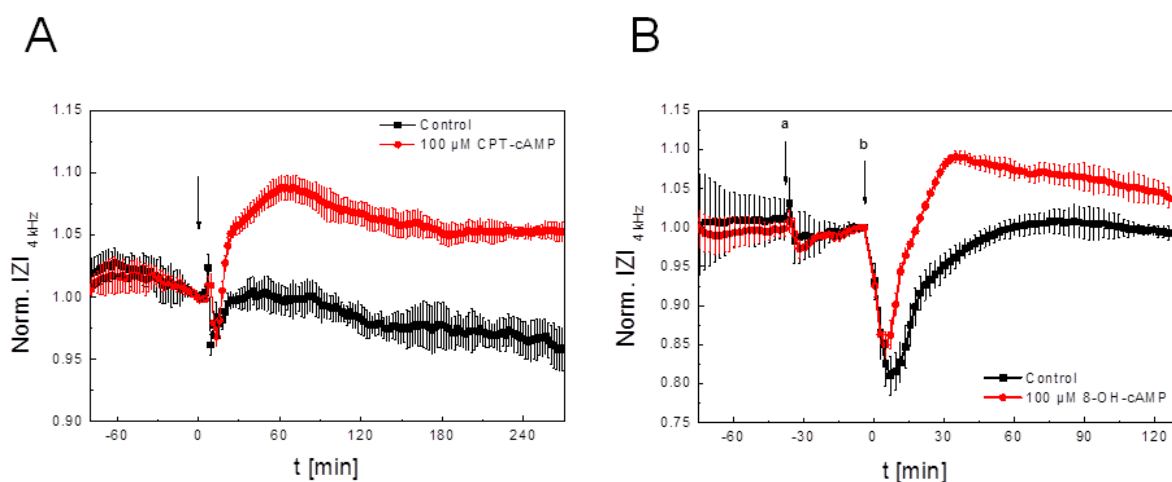 A
Norm. IZI 4 kHz
1.15
1.10
1.05
1.00
0.95
0.90
Control
100 µM CPT-cAMP
-60 0 60 120 180 240
t [min]
B
Norm. IZI 4 kHz
1.15
1.10
1.05
1.00
0.95
0.90
0.85
0.80
0.75
a
b
Control
100 µM 8-OH-cAMP
-60 -30 0 30 60 90 120
t [min]